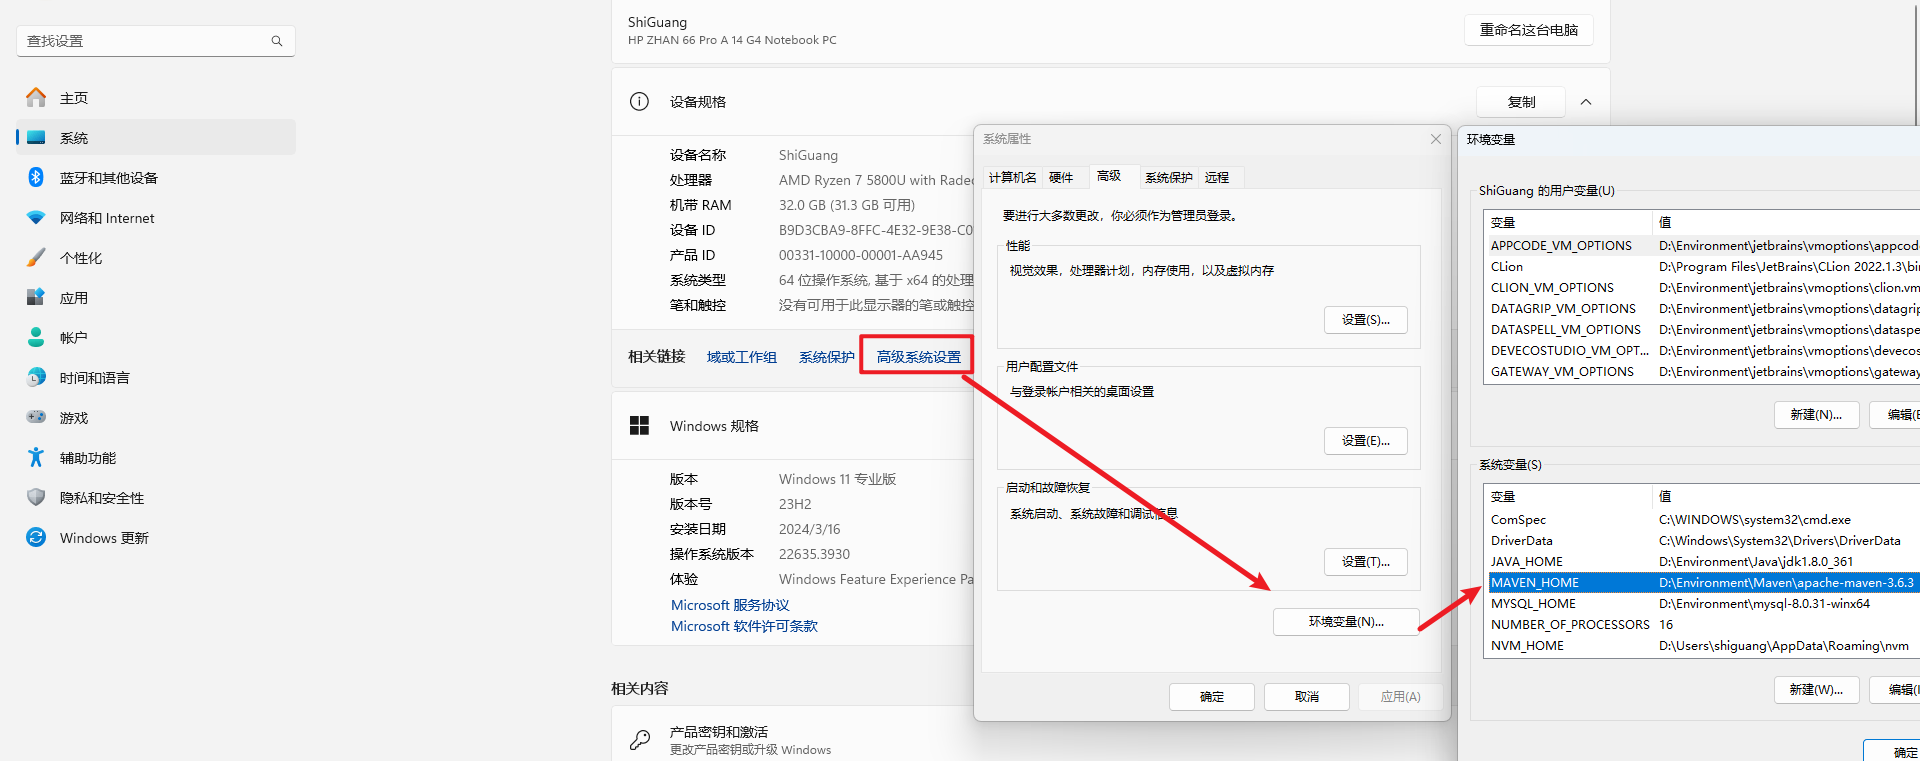 查找设置
主页
系统
蓝牙和其他设备
网络和 Internet
个性化
应用
帐户
时间和语言
游戏
辅助功能
隐私和安全性
Windows 更新
ShiGuang
HP ZHAN 66 Pro A 14 G4 Notebook PC
重命名这台电脑
设备规格
复制
设备名称 ShiGuang
处理器 AMD Ryzen 7 5800U with Rade
机带 RAM 32.0 GB (31.3 GB 可用)
设备 ID B9D3CBA9-8FFC-4E32-9E38-C0
产品 ID 00331-10000-00001-AA945
系统类型 64 位操作系统, 基于 x64 的处理
笔和触控 没有可用于此显示器的笔或触控
相关链接 域或工作组 系统保护 高级系统设置
Windows 规格
版本 Windows 11 专业版
版本号 23H2
安装日期 2024/3/16
操作系统版本 22635.3930
体验 Windows Feature Experience Pa
Microsoft 服务协议
Microsoft 软件许可条款
相关内容
产品密钥和激活
更改产品密钥或升级 Windows
系统属性
计算机名 硬件 高级 系统保护 远程
要进行大多数更改，你必须作为管理员登录。
性能
视觉效果，处理器计划，内存使用，以及虚拟内存
设置(S)...
用户配置文件
与登录帐户相关的桌面设置
设置(E)...
启动和故障恢复
系统启动、系统故障和调试信息
设置(T)...
环境变量(N)...
确定 取消 应用(A)
环境变量
ShiGuang 的用户变量(U)
变量 值
APPCODE_VM_OPTIONS D:\Environment\jetbrains\vmoptions\appcod
CLion D:\Program Files\JetBrains\CLion 2022.1.3\bin
CLION_VM_OPTIONS D:\Environment\jetbrains\vmoptions\clion.vm
DATAGRIP_VM_OPTIONS D:\Environment\jetbrains\vmoptions\datagrip
DATASPELL_VM_OPTIONS D:\Environment\jetbrains\vmoptions\dataspe
DEVECOSTUDIO_VM_OPT... D:\Environment\jetbrains\vmoptions\devecos
GATEWAY_VM_OPTIONS D:\Environment\jetbrains\vmoptions\gateway
新建(N)... 编辑(E
系统变量(S)
变量 值
ComSpec C:\WINDOWS\system32\cmd.exe
DriverData C:\Windows\System32\Drivers\DriverData
JAVA_HOME D:\Environment\Java\jdk1.8.0_361
MAVEN_HOME D:\Environment\Maven\apache-maven-3.6.3
MYSQL_HOME D:\Environment\mysql-8.0.31-winx64
NUMBER_OF_PROCESSORS 16
NVM_HOME D:\Users\shiguang\AppData\Roaming\nvm
新建(W)... 编辑(I
确定